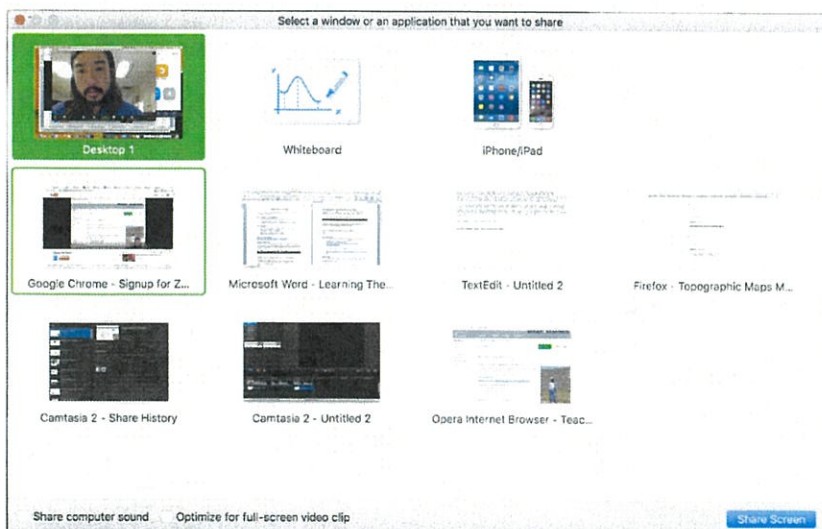 Select a window or an application that you want to share
Desktop 1
Whiteboard
iPhone/iPad
Google Chrome - Signup for Z...
Microsoft Word - Learning The...
TextEdit - Untitled 2
Firefox - Topographic Maps M...
Camtasia 2 - Share History
Camtasia 2 - Untitled 2
Opera Internet Browser - Teac...
Share computer sound
Optimize for full-screen video clip
Share Screen